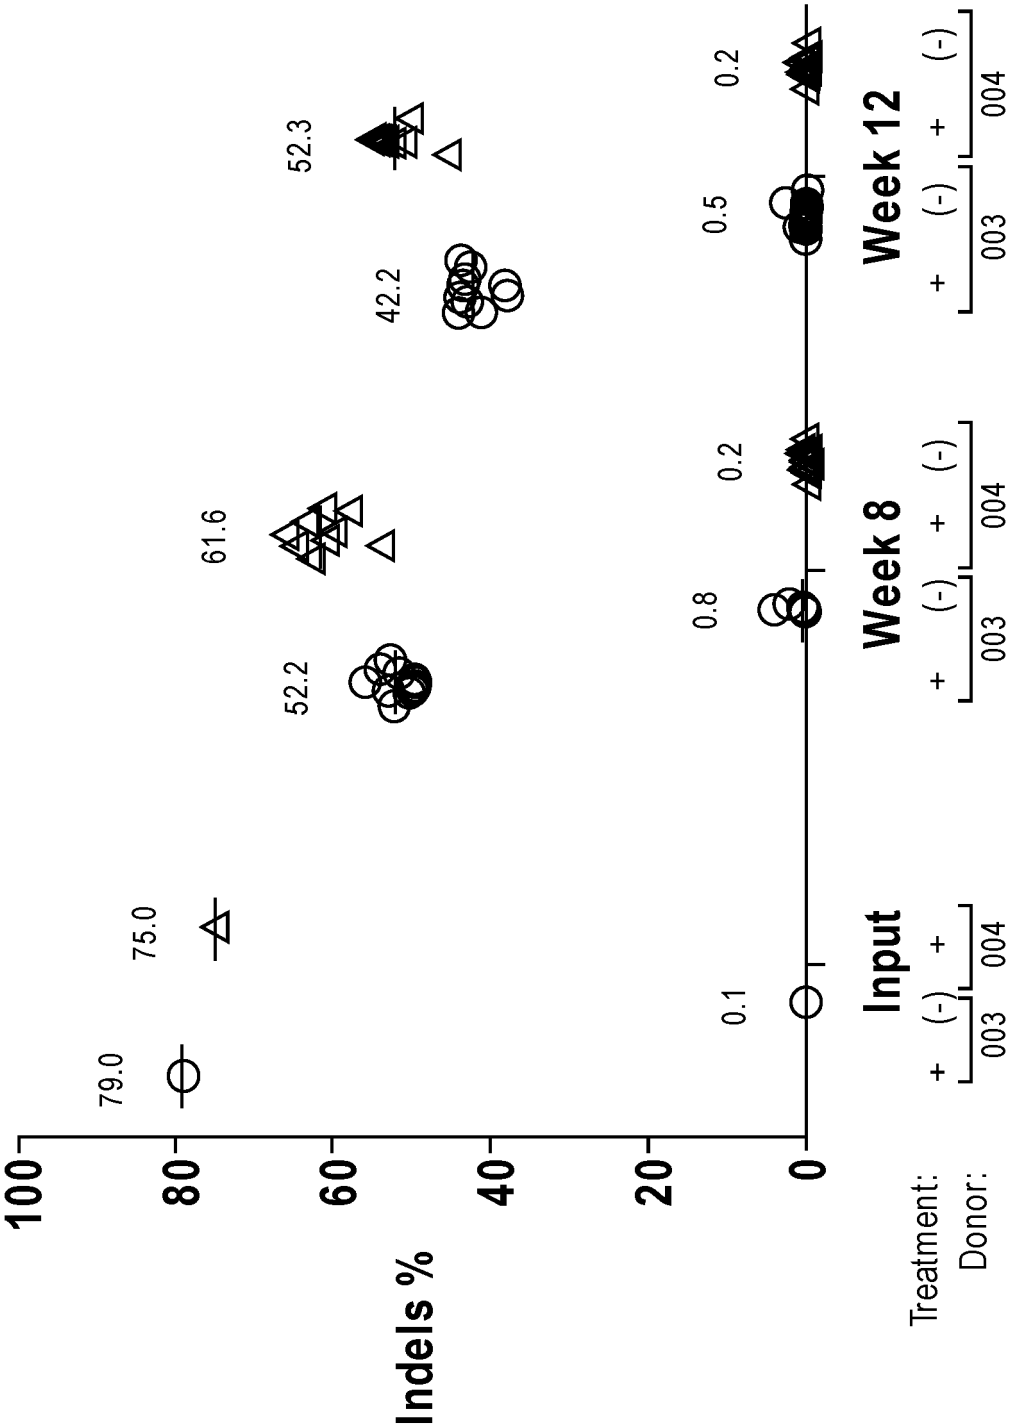 Indels %
100
80
60
40
20
0
79.0
0.1
75.0
52.2
0.8
61.6
0.2
42.2
0.5
52.3
0.2
Input
Week 8
Week 12
Treatment: + (-) + + (-) + (-) + (-) + (-)
Donor: 003 004 003 004 003 004